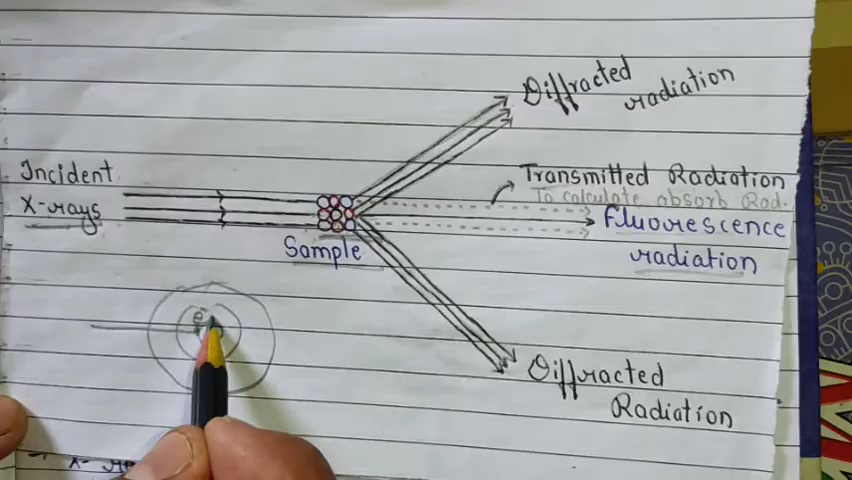 Diffracted
radiation
Incident
X-rays
Transmitted Radiation
To calculate absorb Rad.
fluorescence
radiation
Sample
e
Diffracted
Radiation
X-